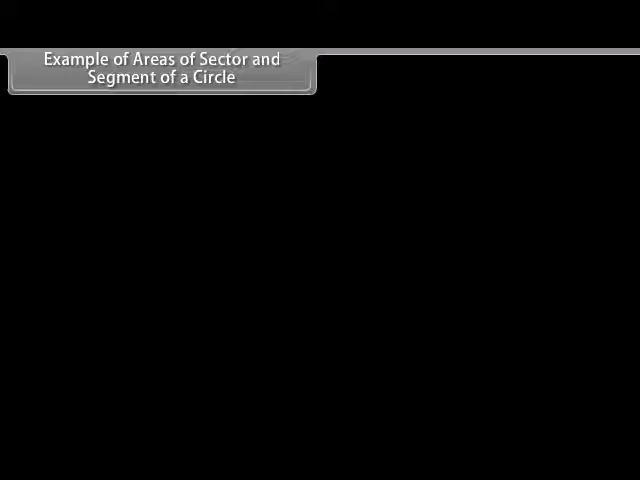 Example of Areas of Sector and
Segment of a Circle